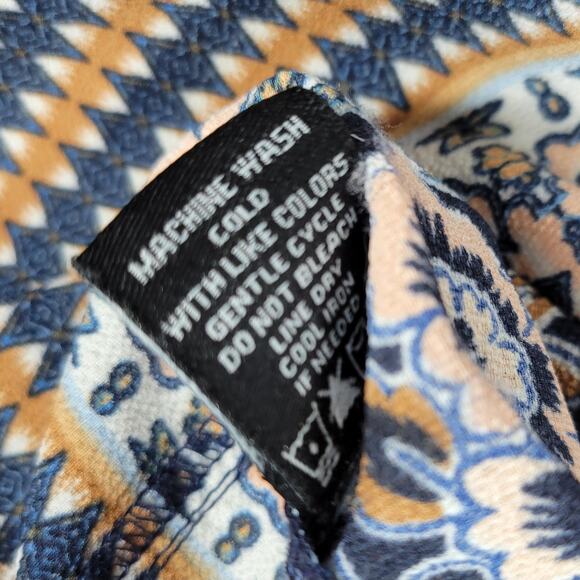 MACHINE WASH
COLD
WITH LIKE COLORS
GENTLE CYCLE
DO NOT BLEACH
LINE DRY
COOL IRON
IF NEEDED